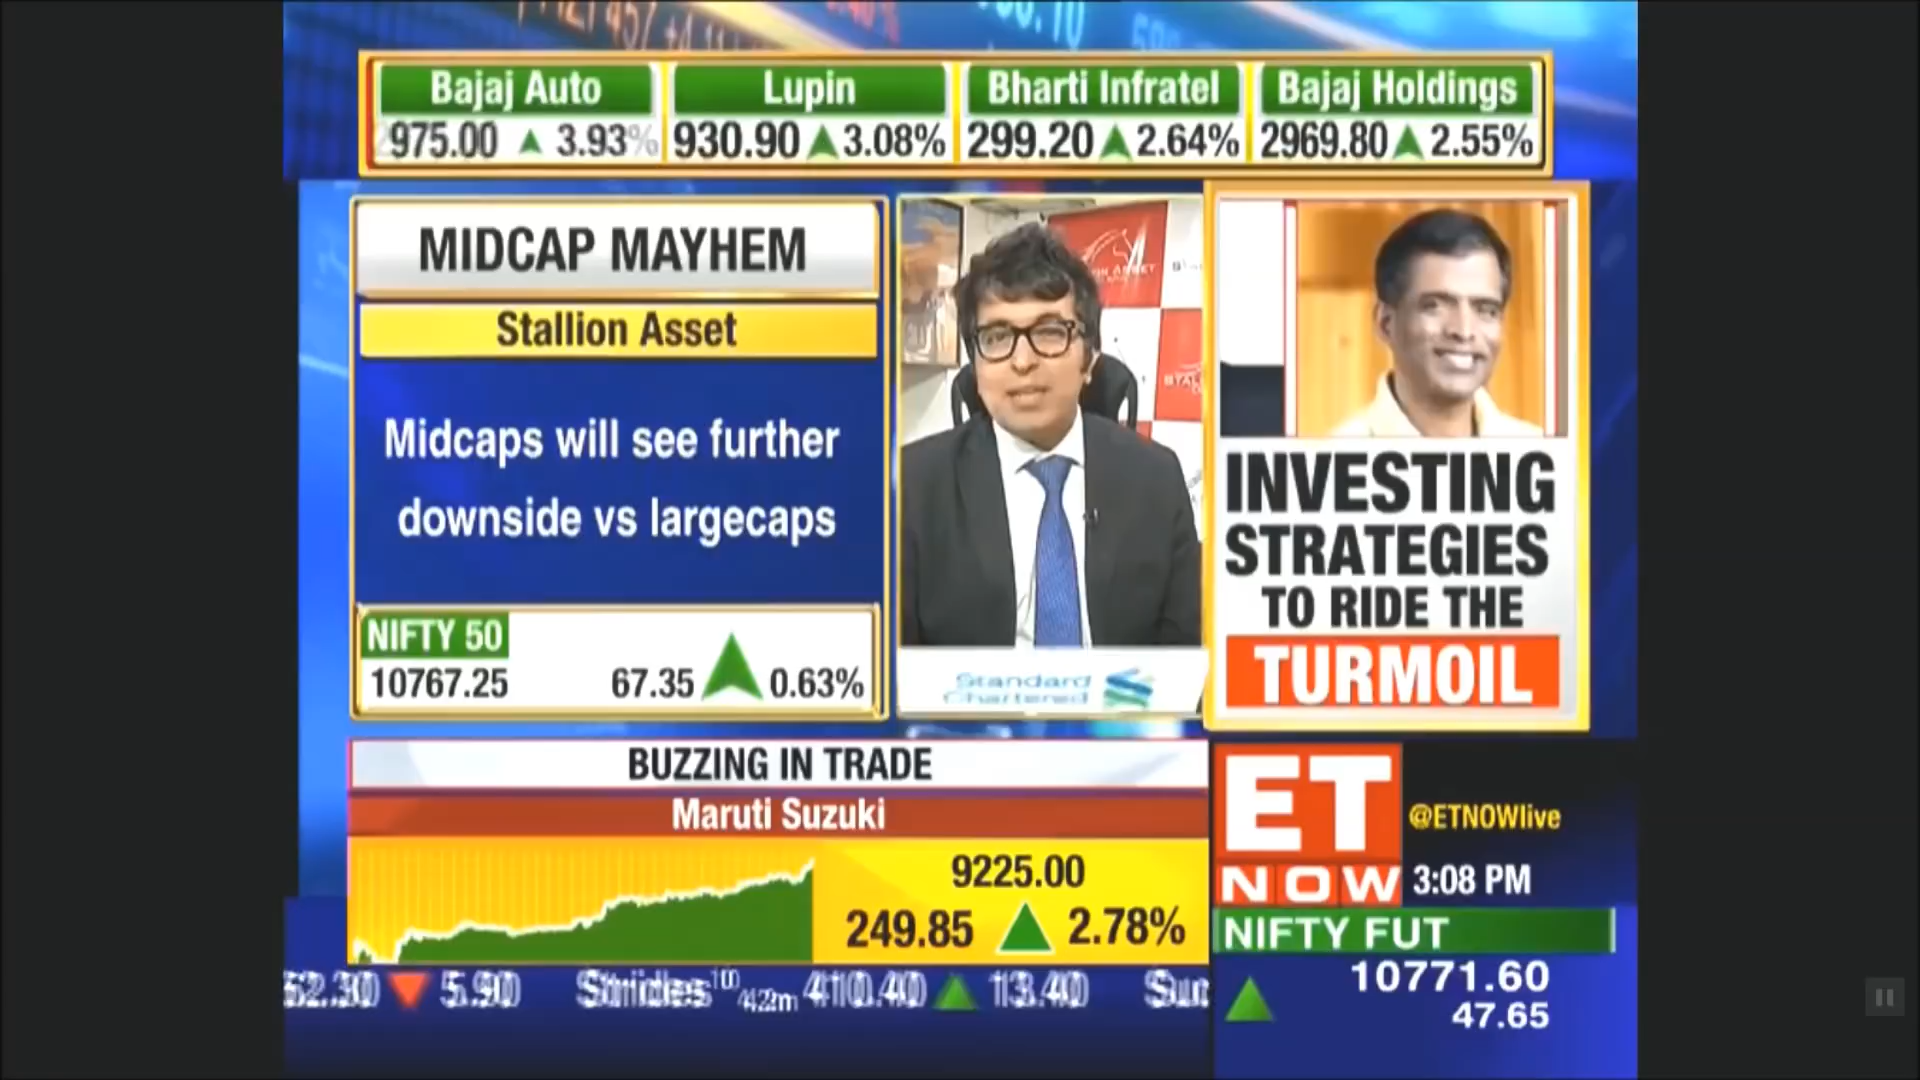 Bajaj Auto
Lupin
Bharti Infratel
Bajaj Holdings
975.00 ▲ 3.93%
930.90 ▲ 3.08%
299.20 ▲ 2.64%
2969.80 ▲ 2.55%
MIDCAP MAYHEM
Stallion Asset
Midcaps will see further
downside vs largecaps
NIFTY 50
10767.25 67.35 ▲ 0.63%
Standard
Chartered
INVESTING
STRATEGIES
TO RIDE THE
TURMOIL
BUZZING IN TRADE
Maruti Suzuki
9225.00
249.85 ▲ 2.78%
ET
NOW
@ETNOWlive
3:08 PM
NIFTY FUT
▲ 10771.60
47.65
▼ 5.90 Strides 410.40 ▲ 13.40